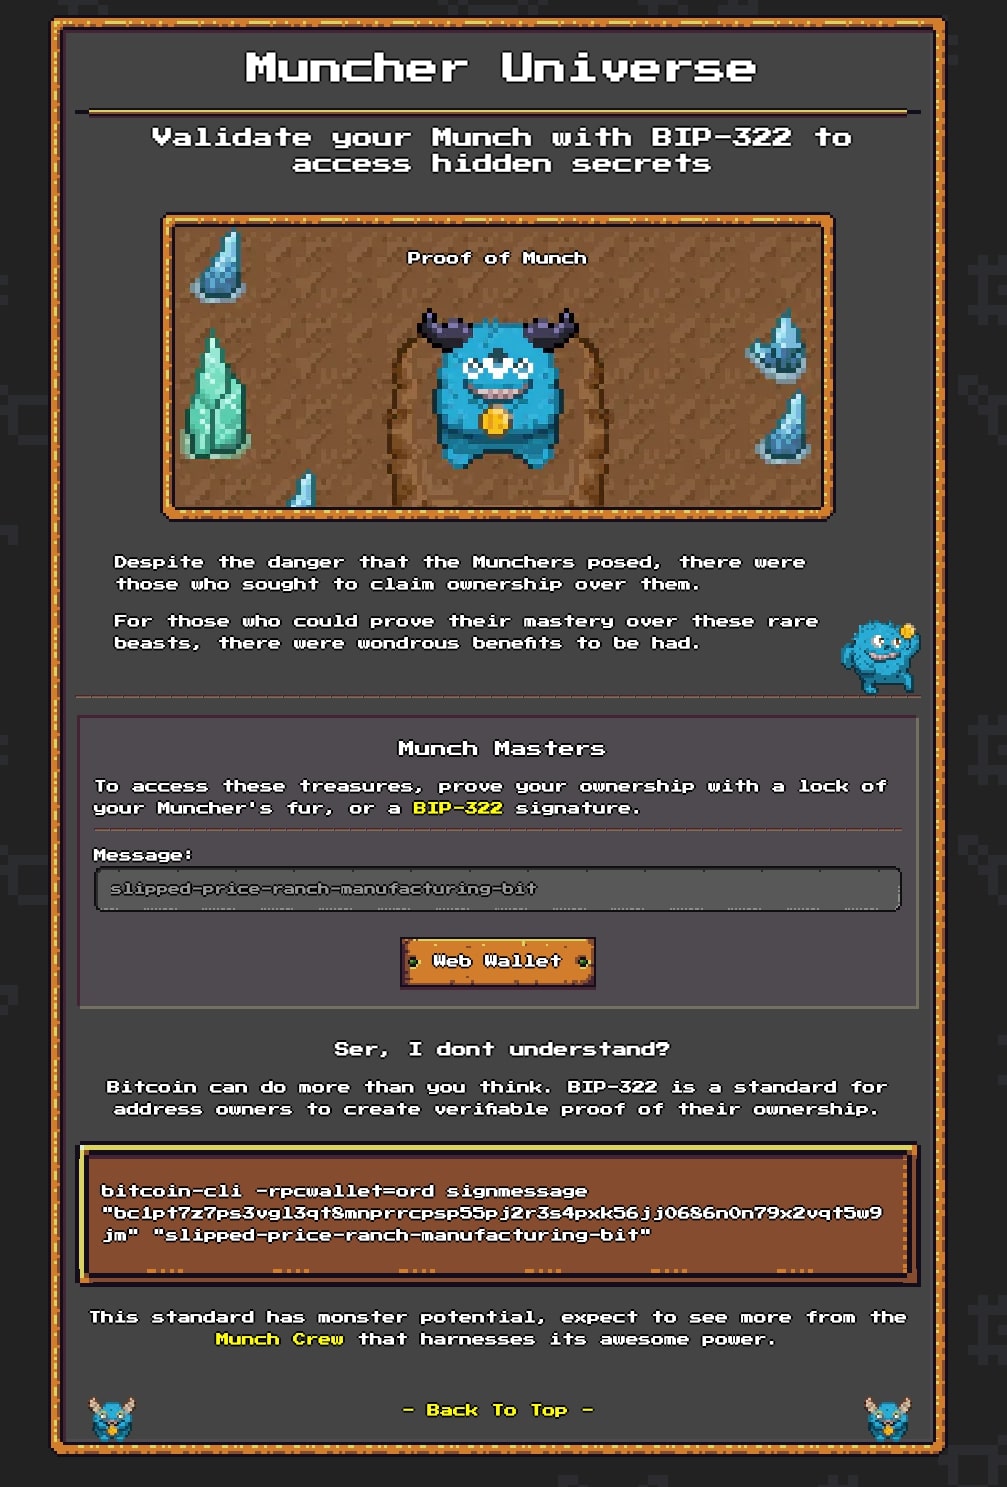 Muncher Universe
Validate your Munch with BIP-322 to
access hidden secrets
Proof of Munch
Despite the danger that the Munchers posed, there were
those who sought to claim ownership over them.
For those who could prove their mastery over these rare
beasts, there were wondrous benefits to be had.
Munch Masters
To access these treasures, prove your ownership with a lock of
your Muncher's fur, or a BIP-322 signature.
Message:
slipped-price-ranch-manufacturing-bit
Web Wallet
Ser, I dont understand?
Bitcoin can do more than you think. BIP-322 is a standard for
address owners to create verifiable proof of their ownership.
bitcoin-cli -rpcwallet=ord signmessage
"bc1pt7z7ps3vgl3qt8mnprrcpsp55pj2r3s4pxk56jj0686n0n79x2vqt5w9
jm" "slipped-price-ranch-manufacturing-bit"
This standard has monster potential, expect to see more from the
Munch Crew that harnesses its awesome power.
- Back To Top -